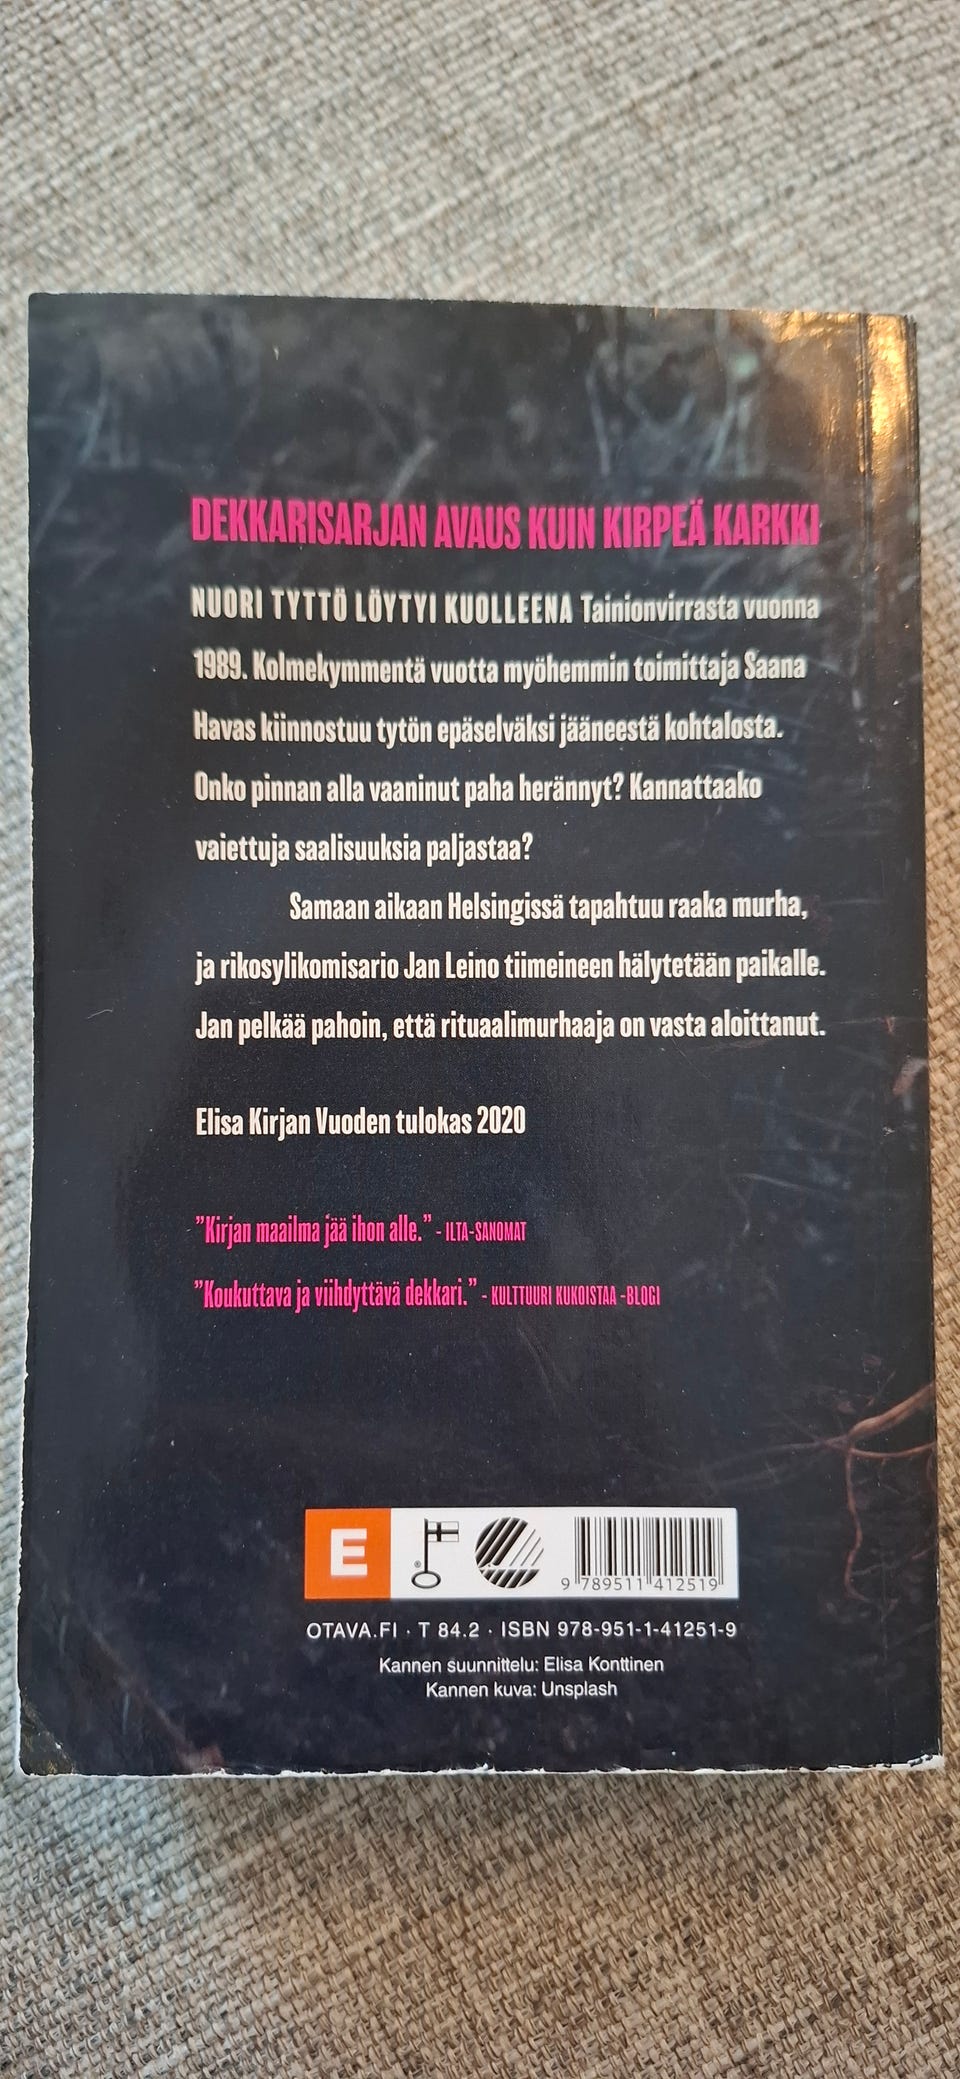 DEKKARISARJAN AVAUS KUIN KIRPEÄ KARKKI
NUORI TYTTÖ LÖYTYI KUOLLEENA Tainionvirrasta vuonna
1989. Kolmekymmentä vuotta myöhemmin toimittaja Saana
Havas kiinnostuu tytön epäselväksi jääneestä kohtalosta.
Onko pinnan alla vaaninut paha herännyt? Kannattaako
vaiettuja saalisuuksia paljastaa?
Samaan aikaan Helsingissä tapahtuu raaka murha,
ja rikosylikomisario Jan Leino tiimeineen hälytetään paikalle.
Jan pelkää pahoin, että rituaalimurhaaja on vasta aloittanut.
Elisa Kirjan Vuoden tulokas 2020
”Kirjan maailma jää ihon alle.” - ILTA-SANOMAT
”Koukuttava ja viihdyttävä dekkari.” - KULTTUURI KUKOISTAA -BLOGI
E
9 789511 412519
OTAVA.FI · T 84.2 · ISBN 978-951-1-41251-9
Kannen suunnittelu: Elisa Konttinen
Kannen kuva: Unsplash